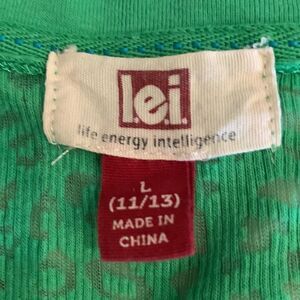 l.e.i.
life energy intelligence
L
(11/13)
MADE IN
CHINA